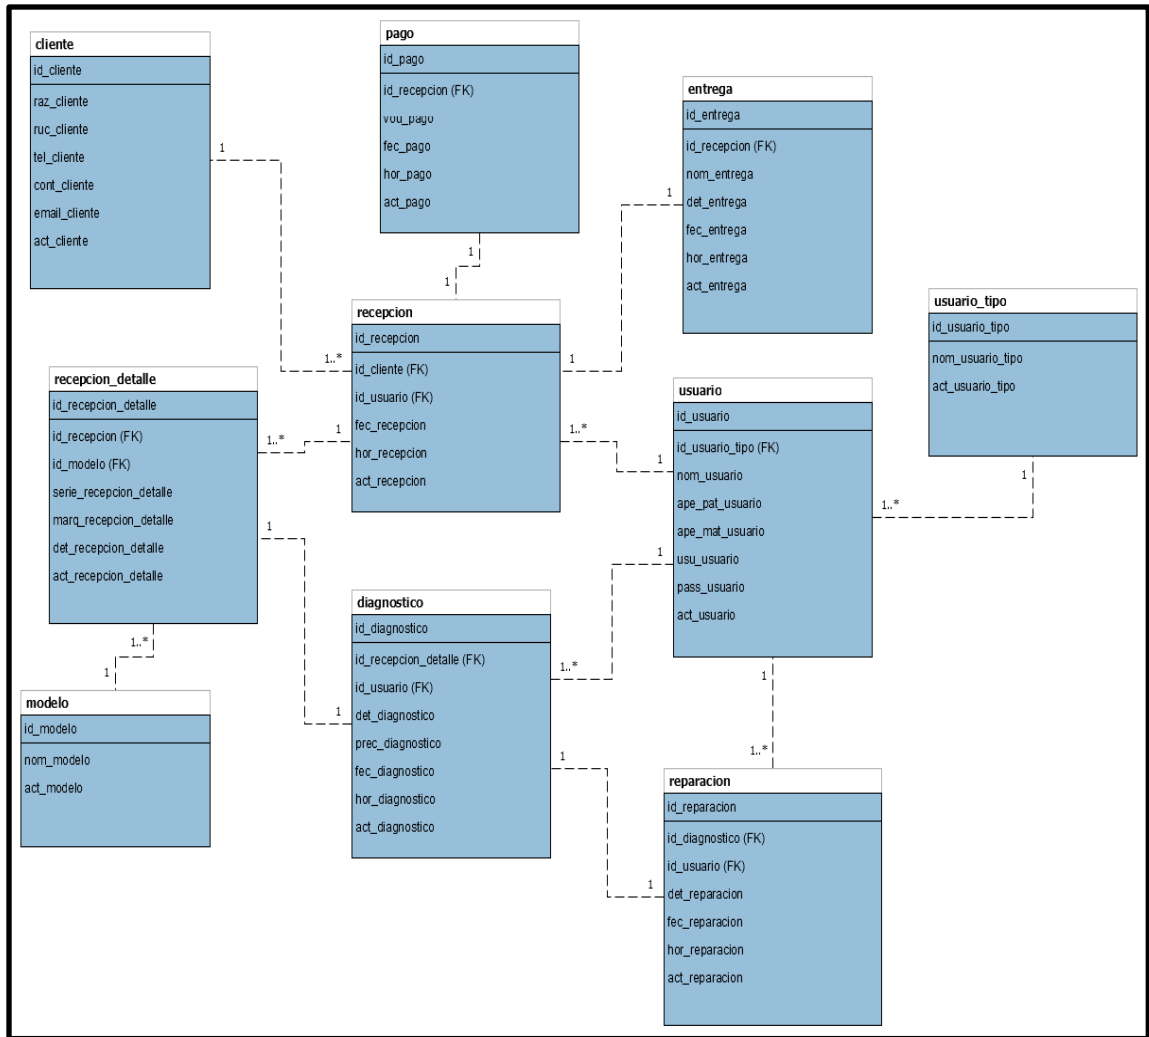 cliente
id_cliente
raz_cliente
ruc_cliente
tel_cliente
cont_cliente
email_cliente
act_cliente
1
1..*
pago
id_pago
id_recepcion (FK)
vou_pago
fec_pago
hor_pago
act_pago
1
1
entrega
id_entrega
id_recepcion (FK)
nom_entrega
det_entrega
fec_entrega
hor_entrega
act_entrega
1
1
recepcion
id_recepcion
id_cliente (FK)
id_usuario (FK)
fec_recepcion
hor_recepcion
act_recepcion
1..*
1
usuario_tipo
id_usuario_tipo
nom_usuario_tipo
act_usuario_tipo
1
1..*
recepcion_detalle
id_recepcion_detalle
id_recepcion (FK)
id_modelo (FK)
serie_recepcion_detalle
marq_recepcion_detalle
det_recepcion_detalle
act_recepcion_detalle
1..*
1
1
1
usuario
id_usuario
id_usuario_tipo (FK)
nom_usuario
ape_pat_usuario
ape_mat_usuario
usu_usuario
pass_usuario
act_usuario
1
1..*
diagnostico
id_diagnostico
id_recepcion_detalle (FK)
id_usuario (FK)
det_diagnostico
prec_diagnostico
fec_diagnostico
hor_diagnostico
act_diagnostico
1..*
1
modelo
id_modelo
nom_modelo
act_modelo
1
1..*
reparacion
id_reparacion
id_diagnostico (FK)
id_usuario (FK)
det_reparacion
fec_reparacion
hor_reparacion
act_reparacion
1
1